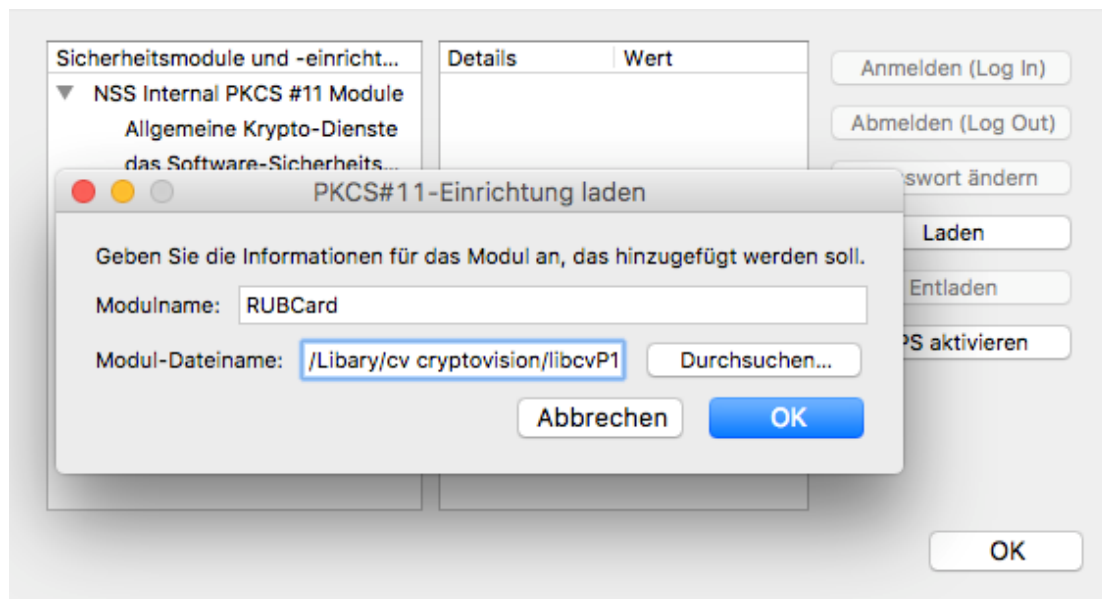 Sicherheitsmodule und -einricht...
Details Wert
Anmelden (Log In)
NSS Internal PKCS #11 Module
Allgemeine Krypto-Dienste
Abmelden (Log Out)
das Software-Sicherheits...
swort ändern
PKCS#11-Einrichtung laden
Laden
Geben Sie die Informationen für das Modul an, das hinzugefügt werden soll.
Modulname: RUBCard
Entladen
Modul-Dateiname: /Libary/cv cryptovision/libcvP1 Durchsuchen...
PS aktivieren
Abbrechen OK
OK